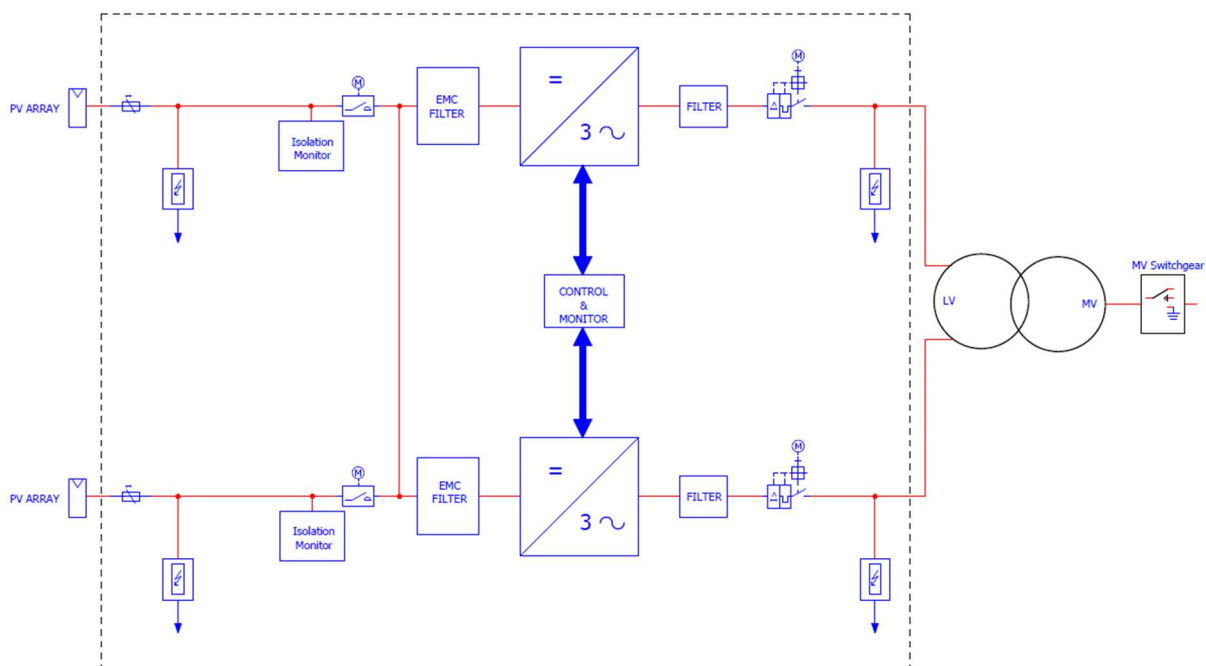 M
PV ARRAY
EMC
FILTER
=
3 ~
FILTER
M
I>
Isolation
Monitor
CONTROL
&
MONITOR
MV Switchgear
LV
MV
M
PV ARRAY
EMC
FILTER
=
3 ~
FILTER
M
I>
Isolation
Monitor